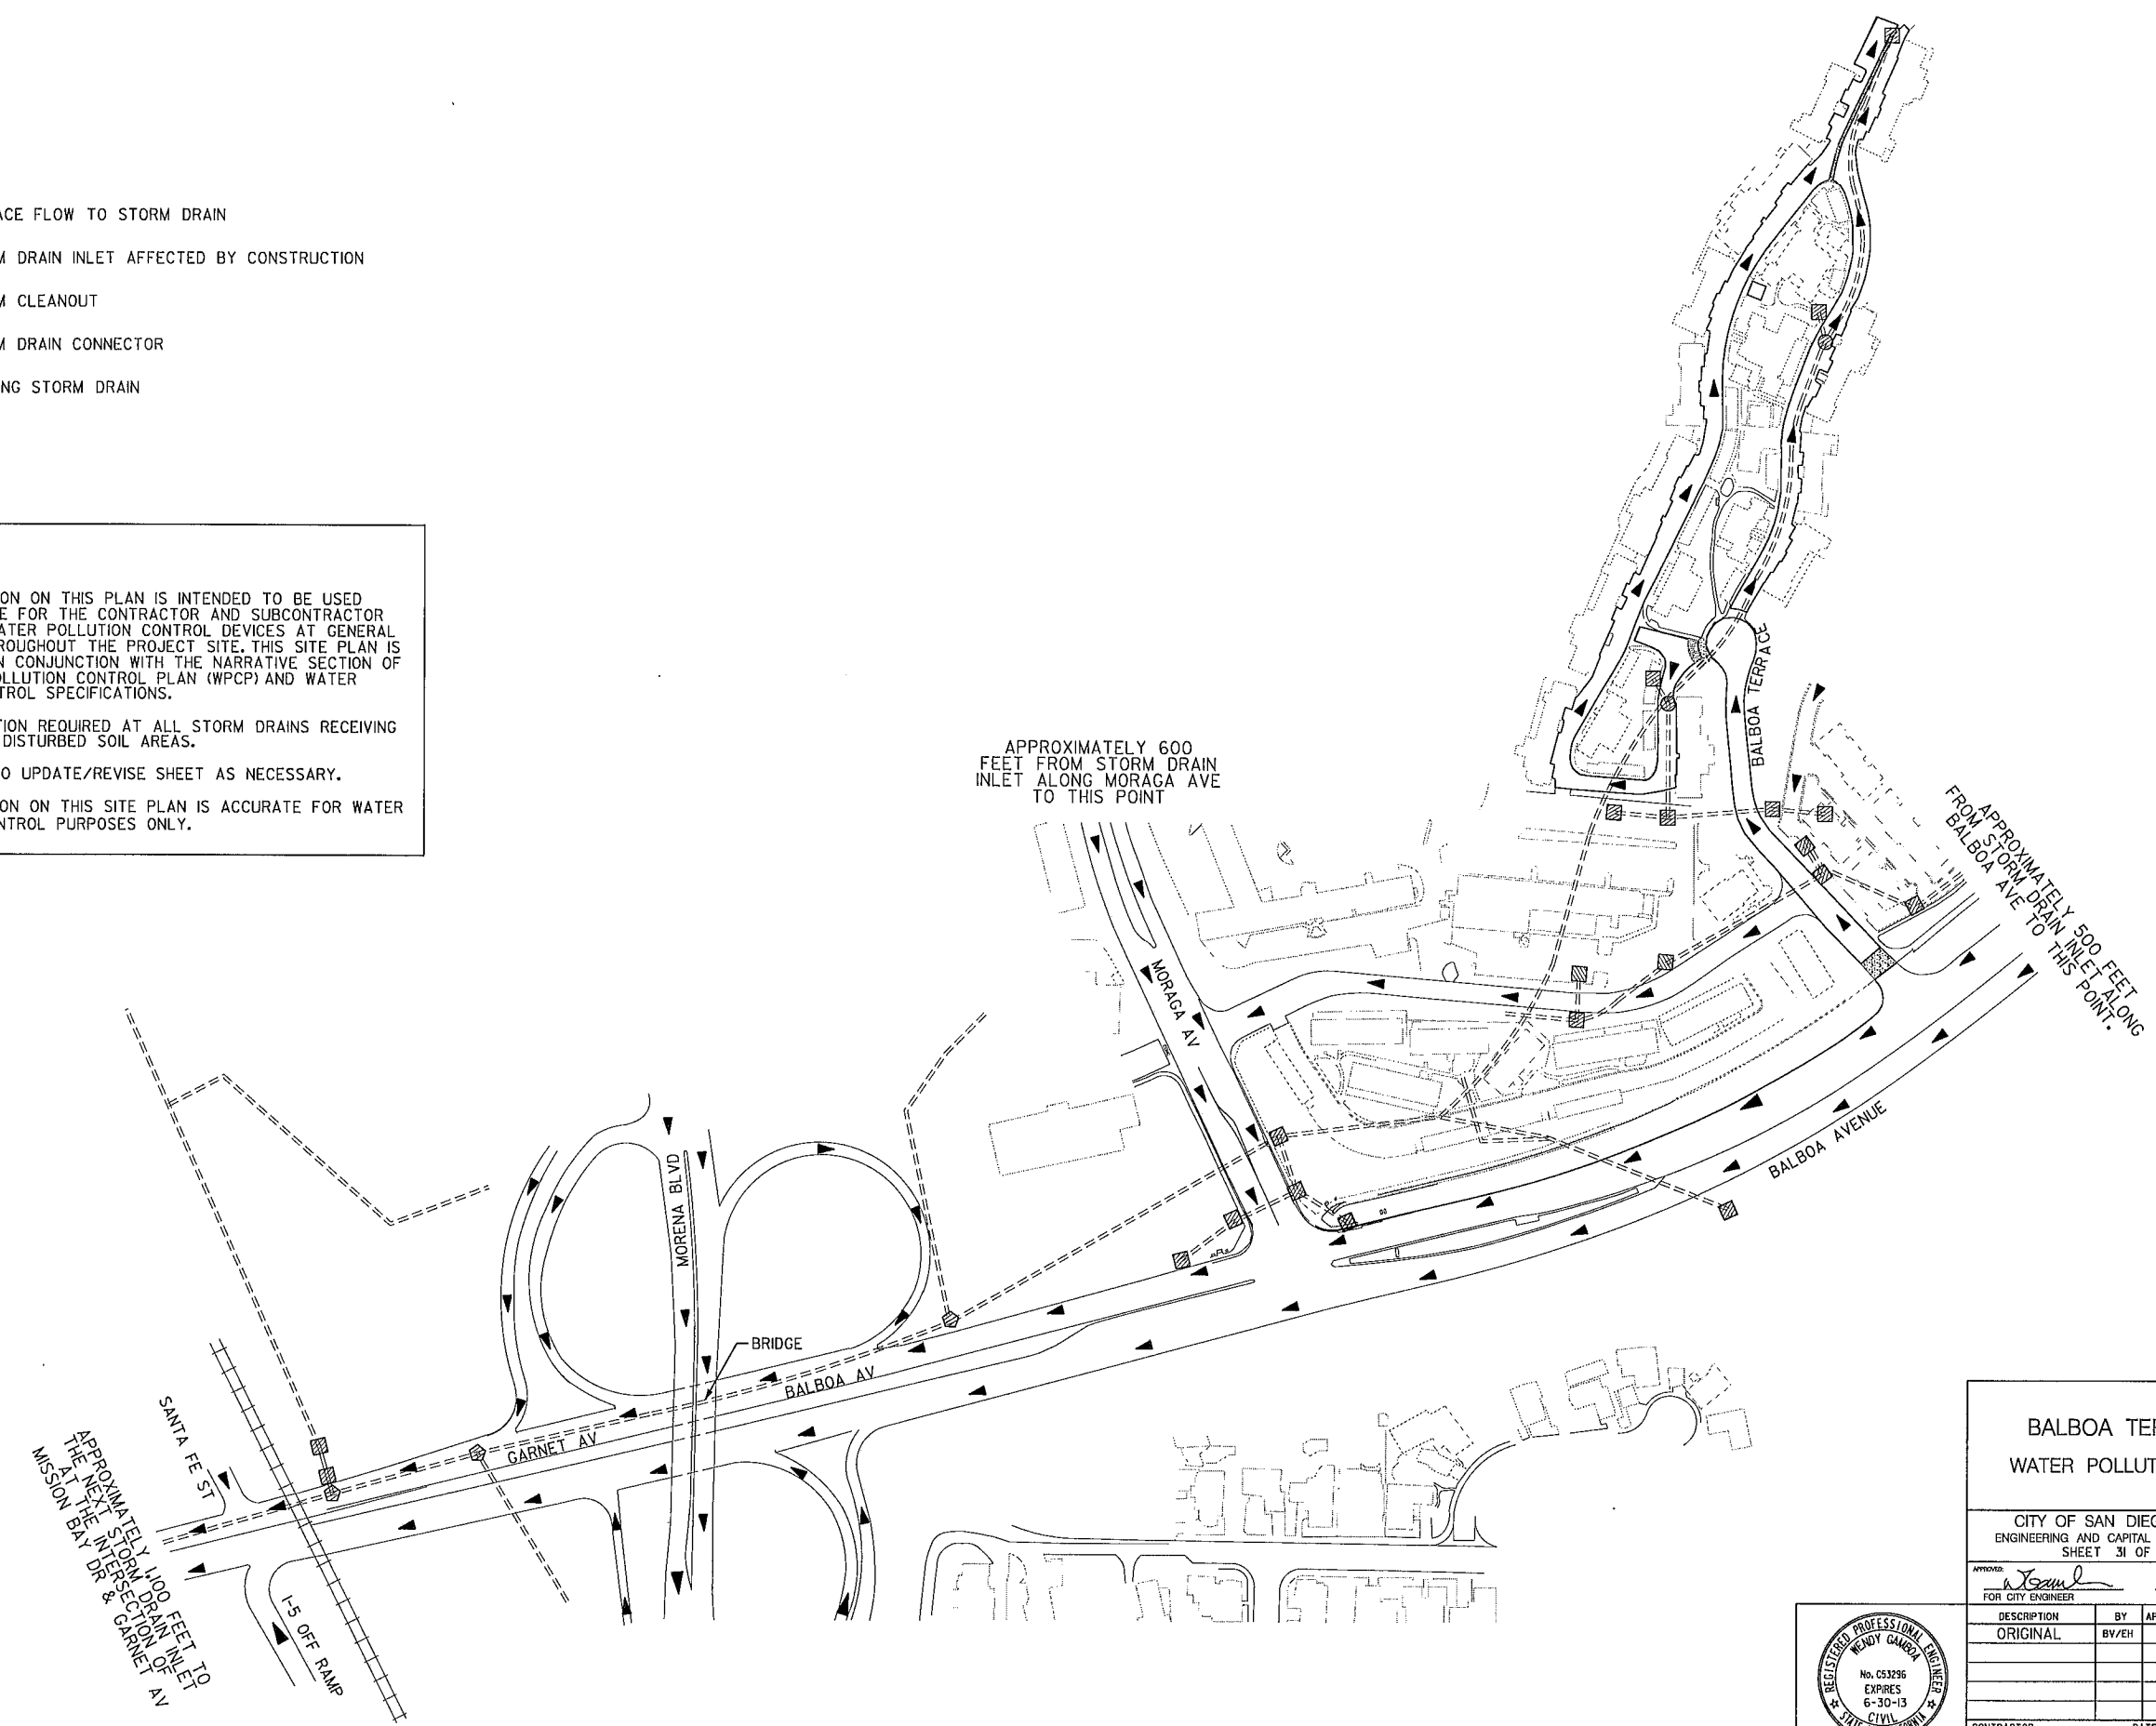 ACE FLOW TO STORM DRAIN
M DRAIN INLET AFFECTED BY CONSTRUCTION
M CLEANOUT
M DRAIN CONNECTOR
NG STORM DRAIN
ON ON THIS PLAN IS INTENDED TO BE USED
E FOR THE CONTRACTOR AND SUBCONTRACTOR
ATER POLLUTION CONTROL DEVICES AT GENERAL
ROUGHOUT THE PROJECT SITE. THIS SITE PLAN IS
N CONJUNCTION WITH THE NARRATIVE SECTION OF
OLLUTION CONTROL PLAN (WPCP) AND WATER
TROL SPECIFICATIONS.
TION REQUIRED AT ALL STORM DRAINS RECEIVING
DISTURBED SOIL AREAS.
O UPDATE/REVISE SHEET AS NECESSARY.
ON ON THIS SITE PLAN IS ACCURATE FOR WATER
NTROL PURPOSES ONLY.
APPROXIMATELY 600
FEET FROM STORM DRAIN
INLET ALONG MORAGA AVE
TO THIS POINT
BALBOA TERRACE
APPROXIMATELY 500 FEET
FROM STORM DRAIN INLET ALONG
BALBOA AVE TO THIS POINT.
MORAGA AV
BALBOA AVENUE
MORENA BLVD
BRIDGE
BALBOA AV
GARNET AV
SANTA FE ST
APPROXIMATELY 1,100 FEET TO
THE NEXT STORM DRAIN INLET
AT THE INTERSECTION OF
MISSION BAY DR & GARNET AV
I-5 OFF RAMP
BALBOA TE
WATER POLLUT
CITY OF SAN DIEG
ENGINEERING AND CAPITAL
SHEET 31 OF
APPROVED:
FOR CITY ENGINEER
DESCRIPTION BY AP
ORIGINAL BV/EH
REGISTERED PROFESSIONAL ENGINEER
WENDY GAMBOA
No. C53296
EXPIRES
6-30-13
CIVIL